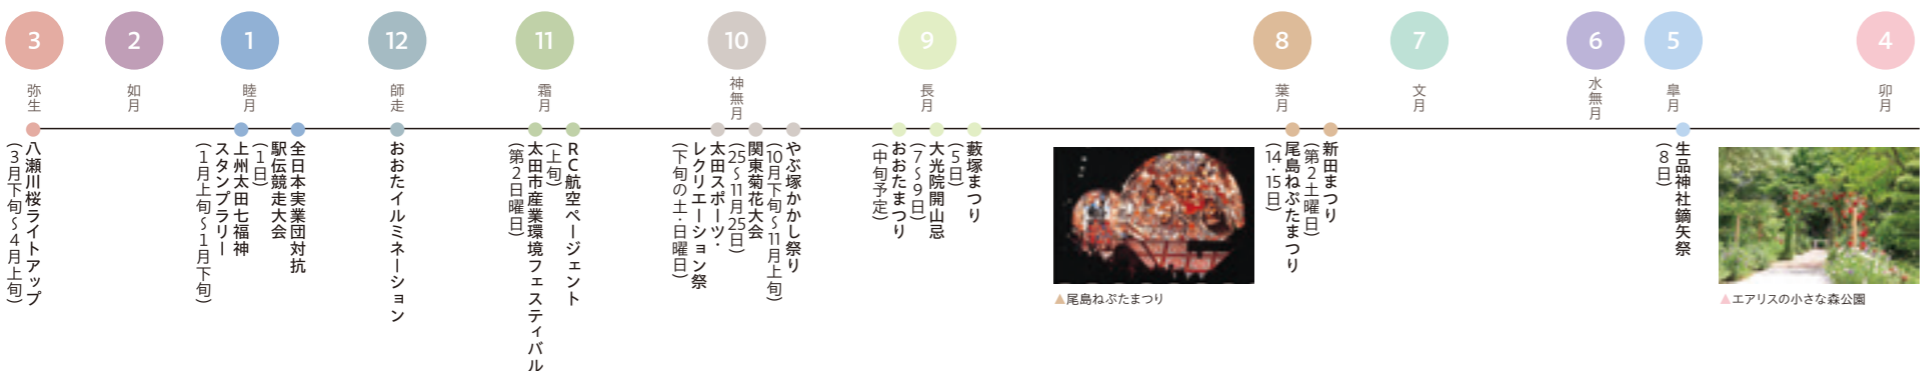 4
卯月
▲エアリスの小さな森公園
5
皐月
生品神社鏑矢祭
(8日)
6
水無月
7
文月
8
葉月
新田まつり
(第2土曜日)
尾島ねぷたまつり
(14・15日)
▲尾島ねぷたまつり
9
長月
藪塚まつり
(5日)
大光院開山忌
(7~9日)
おおたまつり
(中旬予定)
10
神無月
やぶ塚かかし祭り
(10月下旬~11月上旬)
関東菊花大会
(25~11月25日)
太田スポーツ・
レクリエーション祭
(下旬の土・日曜日)
11
霜月
RC航空ページェント
(上旬)
太田市産業環境フェスティバル
(第2日曜日)
12
師走
おおたイルミネーション
1
睦月
全日本実業団対抗
駅伝競走大会
(1日)
上州太田七福神
スタンプラリー
(1月上旬~1月下旬)
2
如月
3
弥生
八瀬川桜ライトアップ
(3月下旬~4月上旬)